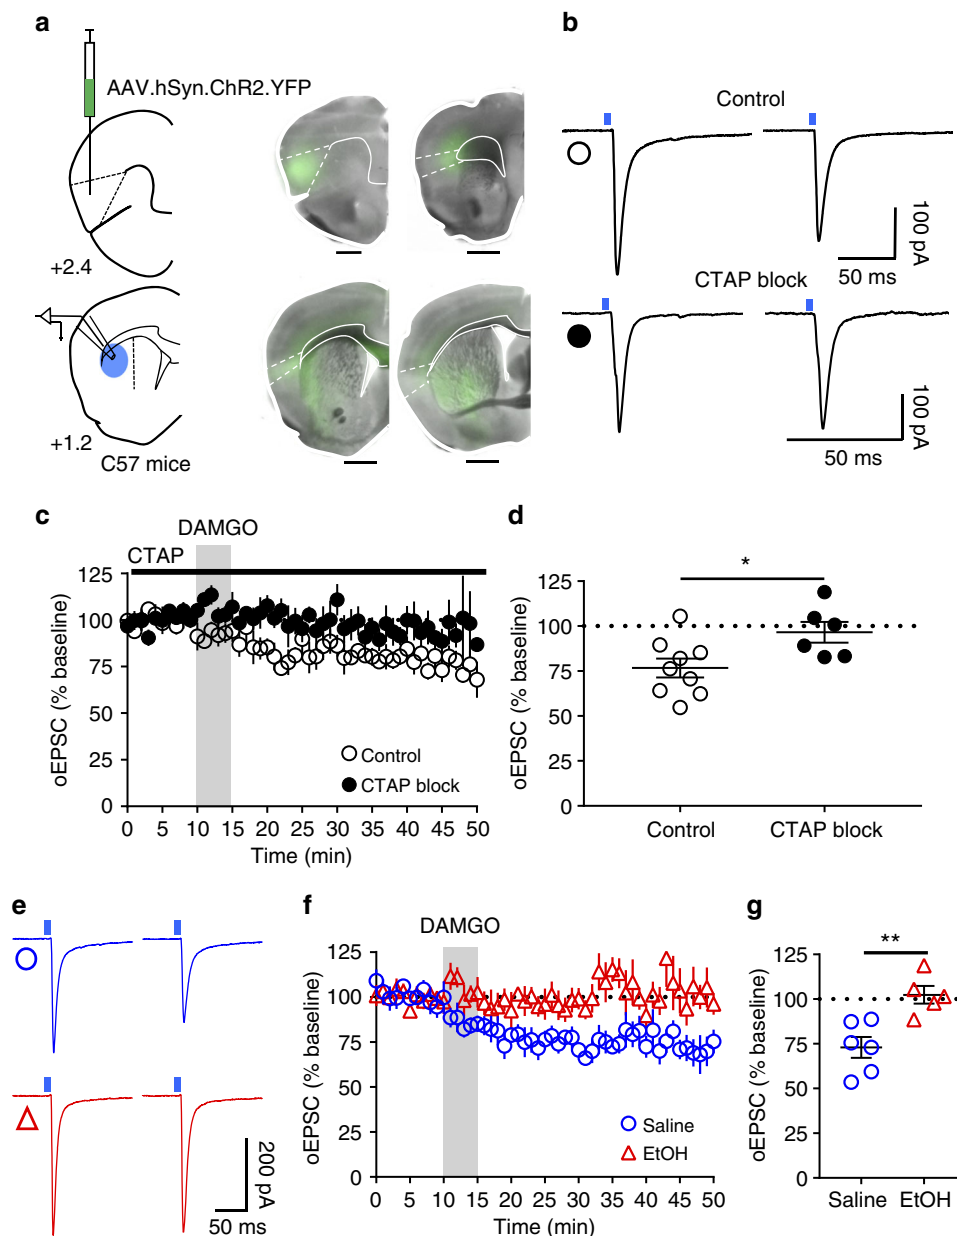 a
AAV.hSyn.ChR2.YFP
+2.4
+1.2
C57 mice
b
Control
100 pA
50 ms
CTAP block
100 pA
50 ms
c
DAMGO
CTAP
oEPSC (% baseline)
125
100
75
50
25
0
Control
CTAP block
0 5 10 15 20 25 30 35 40 45 50
Time (min)
d
*
oEPSC (% baseline)
125
100
75
50
25
0
Control CTAP block
e
200 pA
50 ms
f
DAMGO
oEPSC (% baseline)
125
100
75
50
25
0
Saline
EtOH
0 5 10 15 20 25 30 35 40 45 50
Time (min)
g
**
oEPSC (% baseline)
125
100
75
50
25
0
Saline EtOH